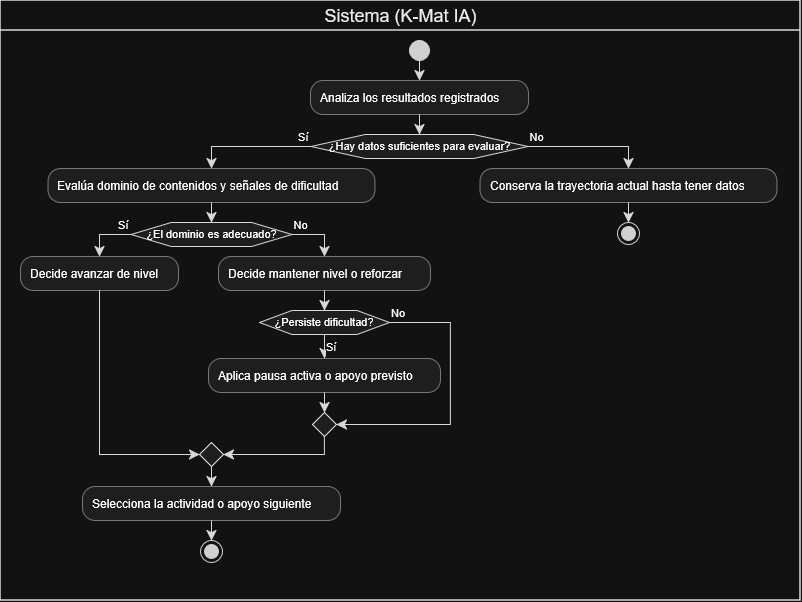 Sistema (K-Mat IA)
Analiza los resultados registrados
Sí
¿Hay datos suficientes para evaluar?
No
Evalúa dominio de contenidos y señales de dificultad
Conserva la trayectoria actual hasta tener datos
Sí
¿El dominio es adecuado?
No
Decide avanzar de nivel
Decide mantener nivel o reforzar
¿Persiste dificultad?
No
Sí
Aplica pausa activa o apoyo previsto
Selecciona la actividad o apoyo siguiente